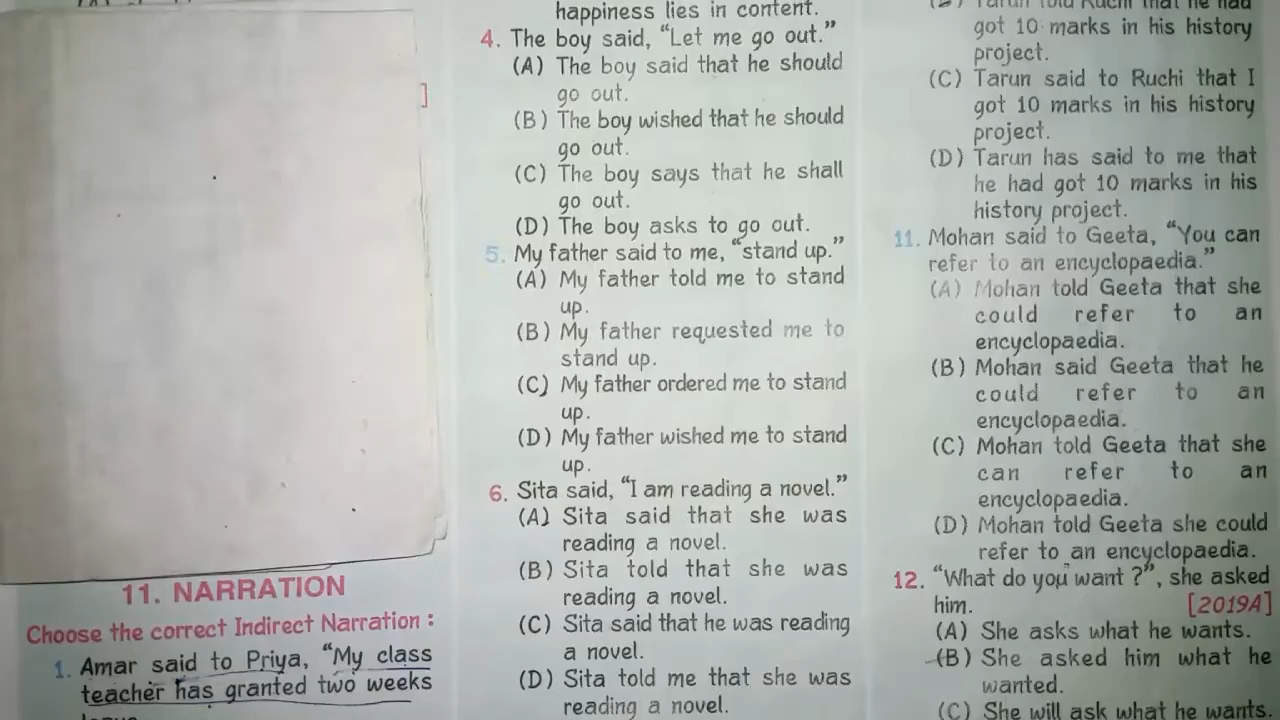 ]
11. NARRATION
Choose the correct Indirect Narration :
1. Amar said to Priya, “My class
teacher has granted two weeks
happiness lies in content.
4. The boy said, “Let me go out.”
(A) The boy said that he should
go out.
(B) The boy wished that he should
go out.
(C) The boy says that he shall
go out.
(D) The boy asks to go out.
5. My father said to me, “stand up.”
(A) My father told me to stand
up.
(B) My father requested me to
stand up.
(C) My father ordered me to stand
up.
(D) My father wished me to stand
up.
6. Sita said, “I am reading a novel.”
(A) Sita said that she was
reading a novel.
(B) Sita told that she was
reading a novel.
(C) Sita said that he was reading
a novel.
(D) Sita told me that she was
reading a novel.
Tarun told Ruchi that he had
got 10 marks in his history
project.
(C) Tarun said to Ruchi that I
got 10 marks in his history
project.
(D) Tarun has said to me that
he had got 10 marks in his
history project.
11. Mohan said to Geeta, “You can
refer to an encyclopaedia.”
(A) Mohan told Geeta that she
could refer to an
encyclopaedia.
(B) Mohan said Geeta that he
could refer to an
encyclopaedia.
(C) Mohan told Geeta that she
can refer to an
encyclopaedia.
(D) Mohan told Geeta she could
refer to an encyclopaedia.
12. “What do you want ?”, she asked
him. [2019A]
(A) She asks what he wants.
(B) She asked him what he
wanted.
(C) She will ask what he wants.